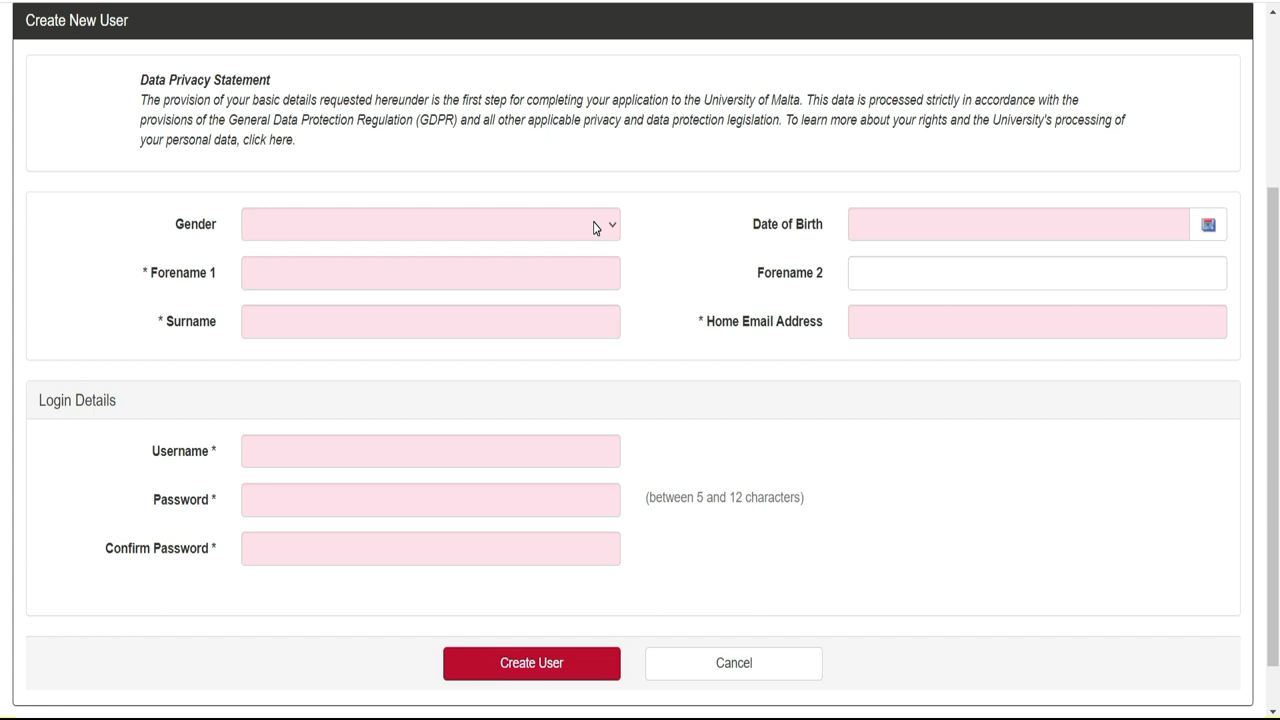 Create New User
Data Privacy Statement
The provision of your basic details requested hereunder is the first step for completing your application to the University of Malta. This data is processed strictly in accordance with the
provisions of the General Data Protection Regulation (GDPR) and all other applicable privacy and data protection legislation. To learn more about your rights and the University's processing of
your personal data, click here.
Gender
Date of Birth
* Forename 1
Forename 2
* Surname
* Home Email Address
Login Details
Username *
Password *
(between 5 and 12 characters)
Confirm Password *
Create User
Cancel